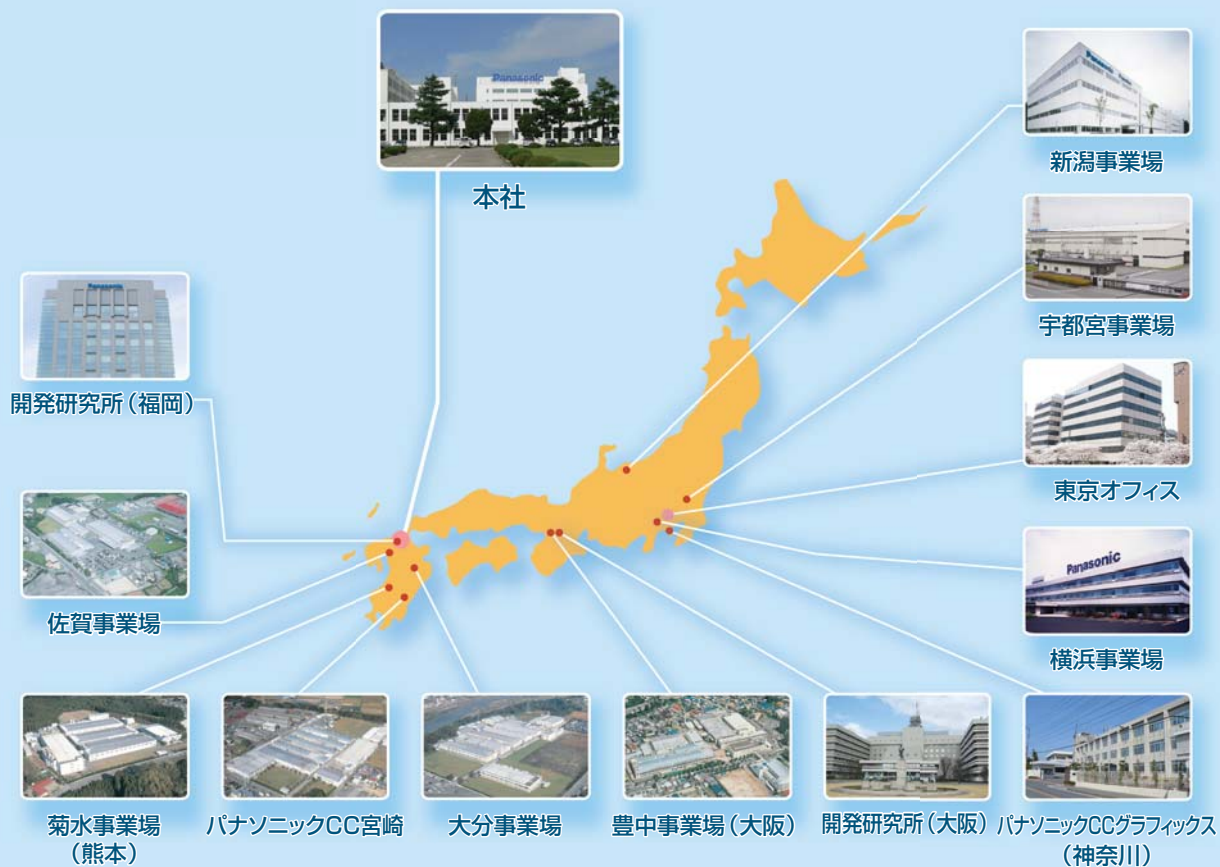 Panasonic
本社
Panasonic
新潟事業場
宇都宮事業場
Panasonic
開発研究所（福岡）
東京オフィス
佐賀事業場
Panasonic
横浜事業場
菊水事業場
（熊本）
パナソニックCC宮崎
大分事業場
豊中事業場（大阪）
開発研究所（大阪）
パナソニックCCグラフィックス
（神奈川）